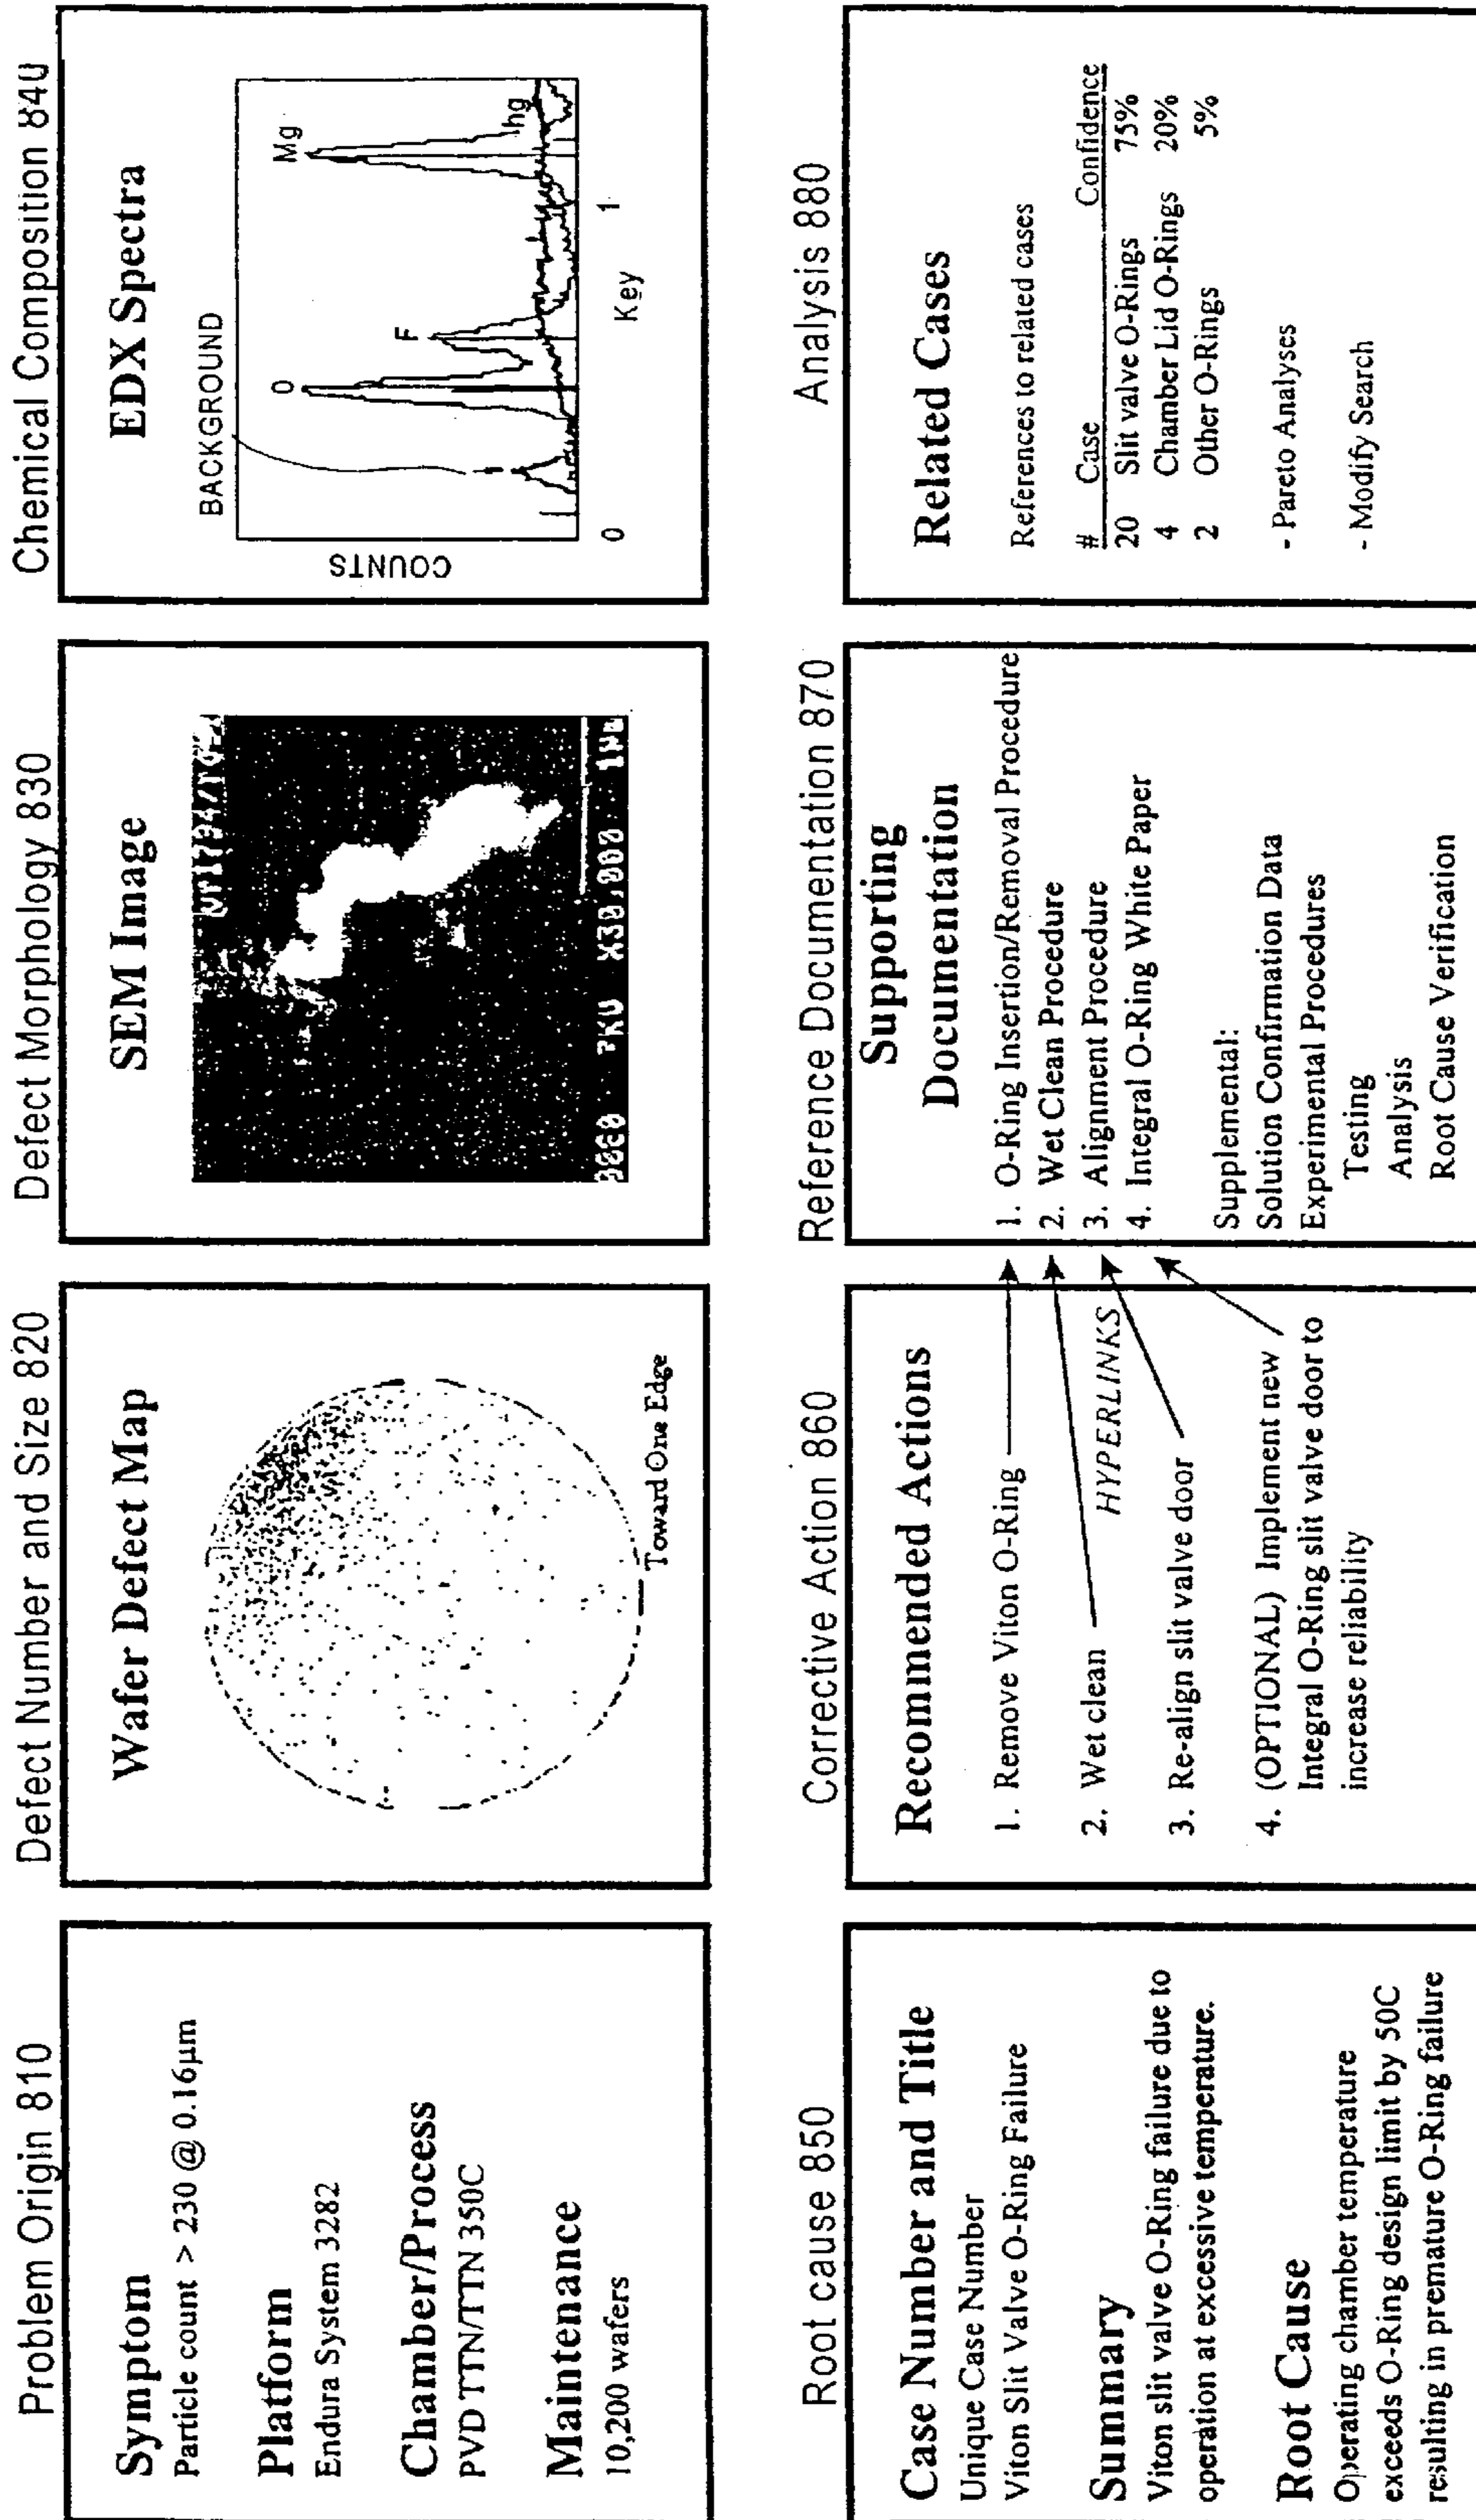 Problem Origin 810
Symptom
Particle count > 230 @ 0.16µm
Platform
Endura System 3282
Chamber/Process
PVD TTN/TTN 350C
Maintenance
10,200 wafers
Defect Number and Size 820
Wafer Defect Map
Toward One Edge
Defect Morphology 830
SEM Image
7KV X30,000
Chemical Composition 840
EDX Spectra
BACKGROUND
COUNTS
O
F
Mg
hg
0
1
Key
Root cause 850
Case Number and Title
Unique Case Number
Viton Slit Valve O-Ring Failure
Summary
Viton slit valve O-Ring failure due to
operation at excessive temperature.
Root Cause
Operating chamber temperature
exceeds O-Ring design limit by 50C
resulting in premature O-Ring failure
Corrective Action 860
Recommended Actions
1. Remove Viton O-Ring
2. Wet clean
HYPERLINKS
3. Re-align slit valve door
4. (OPTIONAL) Implement new
Integral O-Ring slit valve door to
increase reliability
Reference Documentation 870
Supporting
Documentation
1. O-Ring Insertion/Removal Procedure
2. Wet Clean Procedure
3. Alignment Procedure
4. Integral O-Ring White Paper
Supplemental:
Solution Confirmation Data
Experimental Procedures
Testing
Analysis
Root Cause Verification
Analysis 880
Related Cases
References to related cases
# Case Confidence
20 Slit valve O-Rings 75%
4 Chamber Lid O-Rings 20%
2 Other O-Rings 5%
- Pareto Analyses
- Modify Search